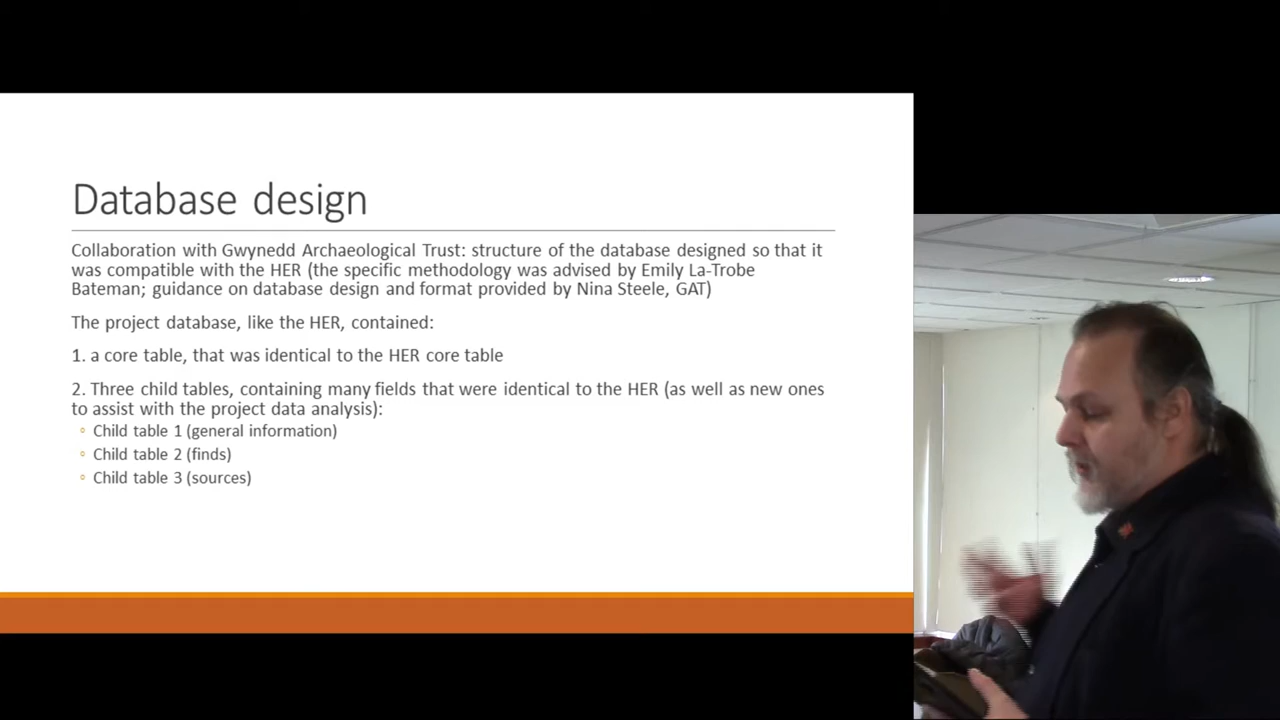 Database design
Collaboration with Gwynedd Archaeological Trust: structure of the database designed so that it
was compatible with the HER (the specific methodology was advised by Emily La-Trobe
Bateman; guidance on database design and format provided by Nina Steele, GAT)
The project database, like the HER, contained:
1. a core table, that was identical to the HER core table
2. Three child tables, containing many fields that were identical to the HER (as well as new ones
to assist with the project data analysis):
◦ Child table 1 (general information)
◦ Child table 2 (finds)
◦ Child table 3 (sources)